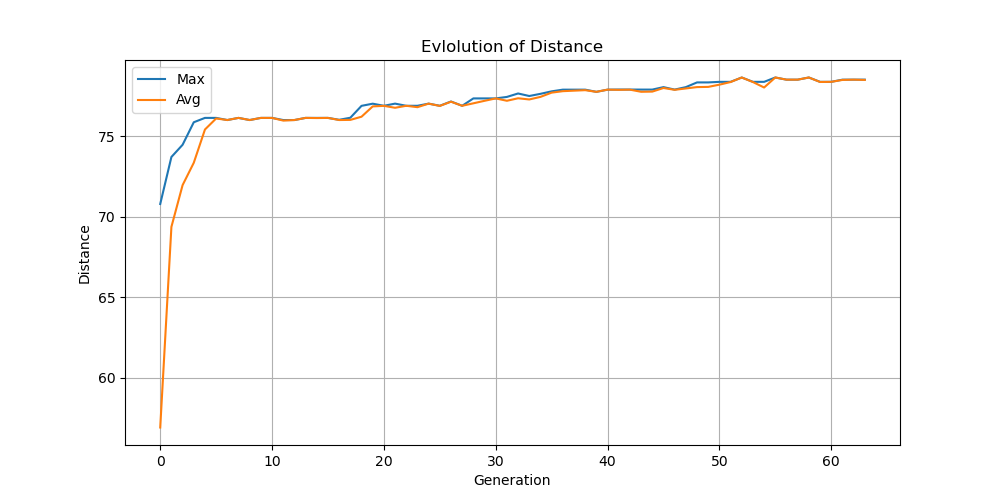 Evlolution of Distance
Max
Avg
75
70
65
60
Distance
0 10 20 30 40 50 60
Generation